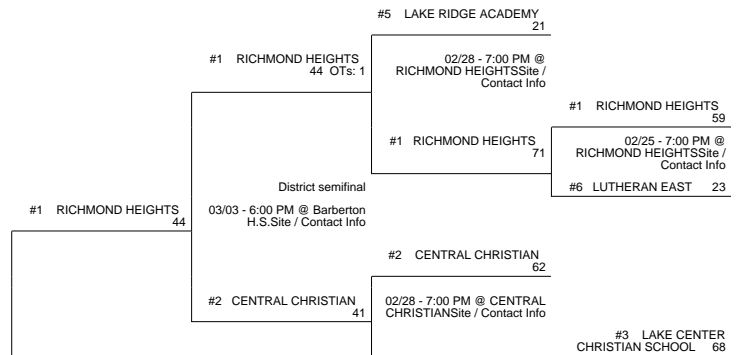 #5 LAKE RIDGE ACADEMY
21
#1 RICHMOND HEIGHTS
44 OTs: 1
02/28 - 7:00 PM @
RICHMOND HEIGHTSSite /
Contact Info
#1 RICHMOND HEIGHTS
59
#1 RICHMOND HEIGHTS
71
02/25 - 7:00 PM @
RICHMOND HEIGHTSSite /
Contact Info
#6 LUTHERAN EAST 23
District semifinal
#1 RICHMOND HEIGHTS
44
03/03 - 6:00 PM @ Barberton
H.S.Site / Contact Info
#2 CENTRAL CHRISTIAN
62
#2 CENTRAL CHRISTIAN
41
02/28 - 7:00 PM @ CENTRAL
CHRISTIANSite / Contact Info
#3 LAKE CENTER
CHRISTIAN SCHOOL 68